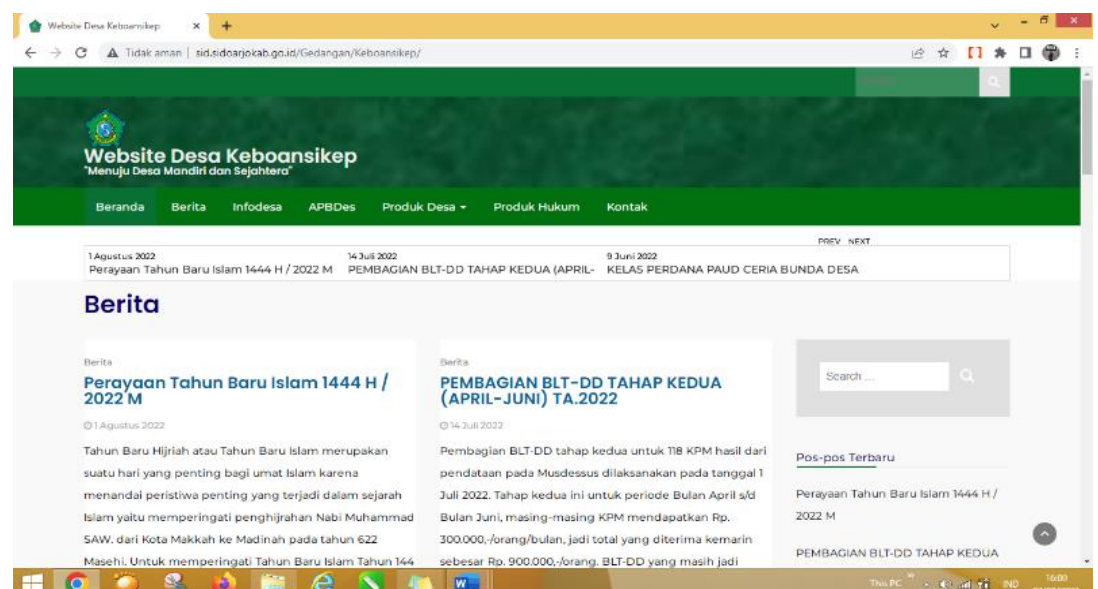 Website Desa Keboansikep
Tidak aman | sid.sidoarjokab.go.id/Gedangan/Keboansikep/
Website Desa Keboansikep
"Menuju Desa Mandiri dan Sejahtera"
Beranda Berita Infodesa APBDes Produk Desa Produk Hukum Kontak
PREV NEXT
1 Agustus 2022 14 Juli 2022 9 Juni 2022
Perayaan Tahun Baru Islam 1444 H / 2022 M PEMBAGIAN BLT-DD TAHAP KEDUA (APRIL- KELAS PERDANA PAUD CERIA BUNDA DESA
Berita
Berita
Perayaan Tahun Baru Islam 1444 H /
2022 M
1 Agustus 2022
Tahun Baru Hijriah atau Tahun Baru Islam merupakan
suatu hari yang penting bagi umat Islam karena
menandai peristiwa penting yang terjadi dalam sejarah
Islam yaitu memperingati penghijrahan Nabi Muhammad
SAW. dari Kota Makkah ke Madinah pada tahun 622
Masehi. Untuk memperingati Tahun Baru Islam Tahun 144
Berita
PEMBAGIAN BLT-DD TAHAP KEDUA
(APRIL-JUNI) TA.2022
14 Juli 2022
Pembagian BLT-DD tahap kedua untuk 118 KPM hasil dari
pendataan pada Musdessus dilaksanakan pada tanggal 1
Juli 2022. Tahap kedua ini untuk periode Bulan April s/d
Bulan Juni, masing-masing KPM mendapatkan Rp.
300.000,-/orang/bulan, jadi total yang diterima kemarin
sebesar Rp. 900.000,-/orang. BLT-DD yang masih jadi
Search ...
Pos-pos Terbaru
Perayaan Tahun Baru Islam 1444 H /
2022 M
PEMBAGIAN BLT-DD TAHAP KEDUA
This PC
IND
16:00